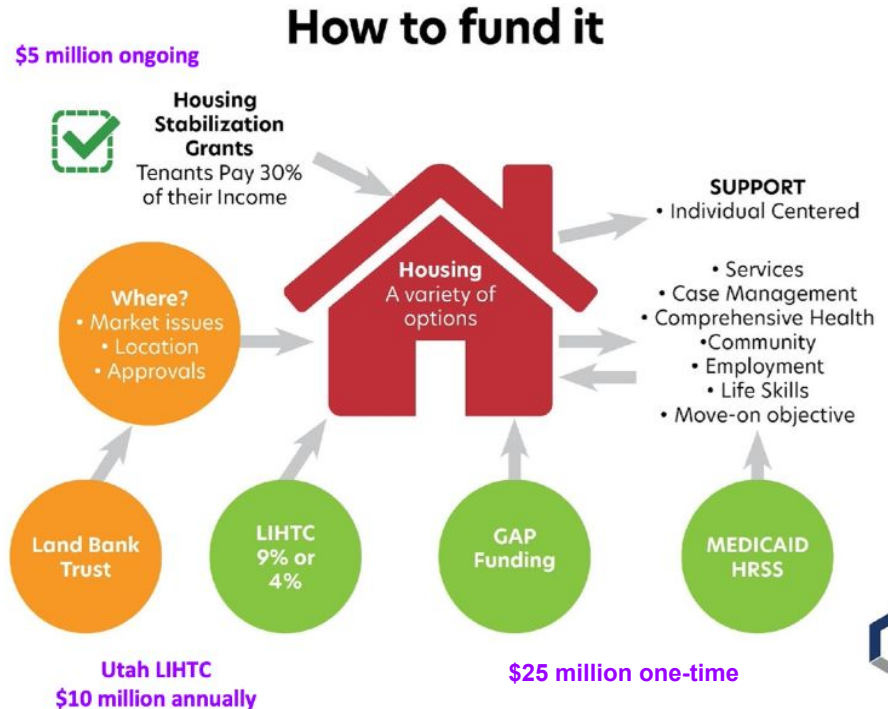 How to fund it
$5 million ongoing
Housing
Stabilization
Grants
Tenants Pay 30%
of their Income
SUPPORT
• Individual Centered
Housing
A variety of
options
Where?
• Market issues
• Location
• Approvals
• Services
• Case Management
• Comprehensive Health
•Community
• Employment
• Life Skills
• Move-on objective
Land Bank
Trust
LIHTC
9% or
4%
GAP
Funding
MEDICAID
HRSS
Utah LIHTC
$10 million annually
$25 million one-time